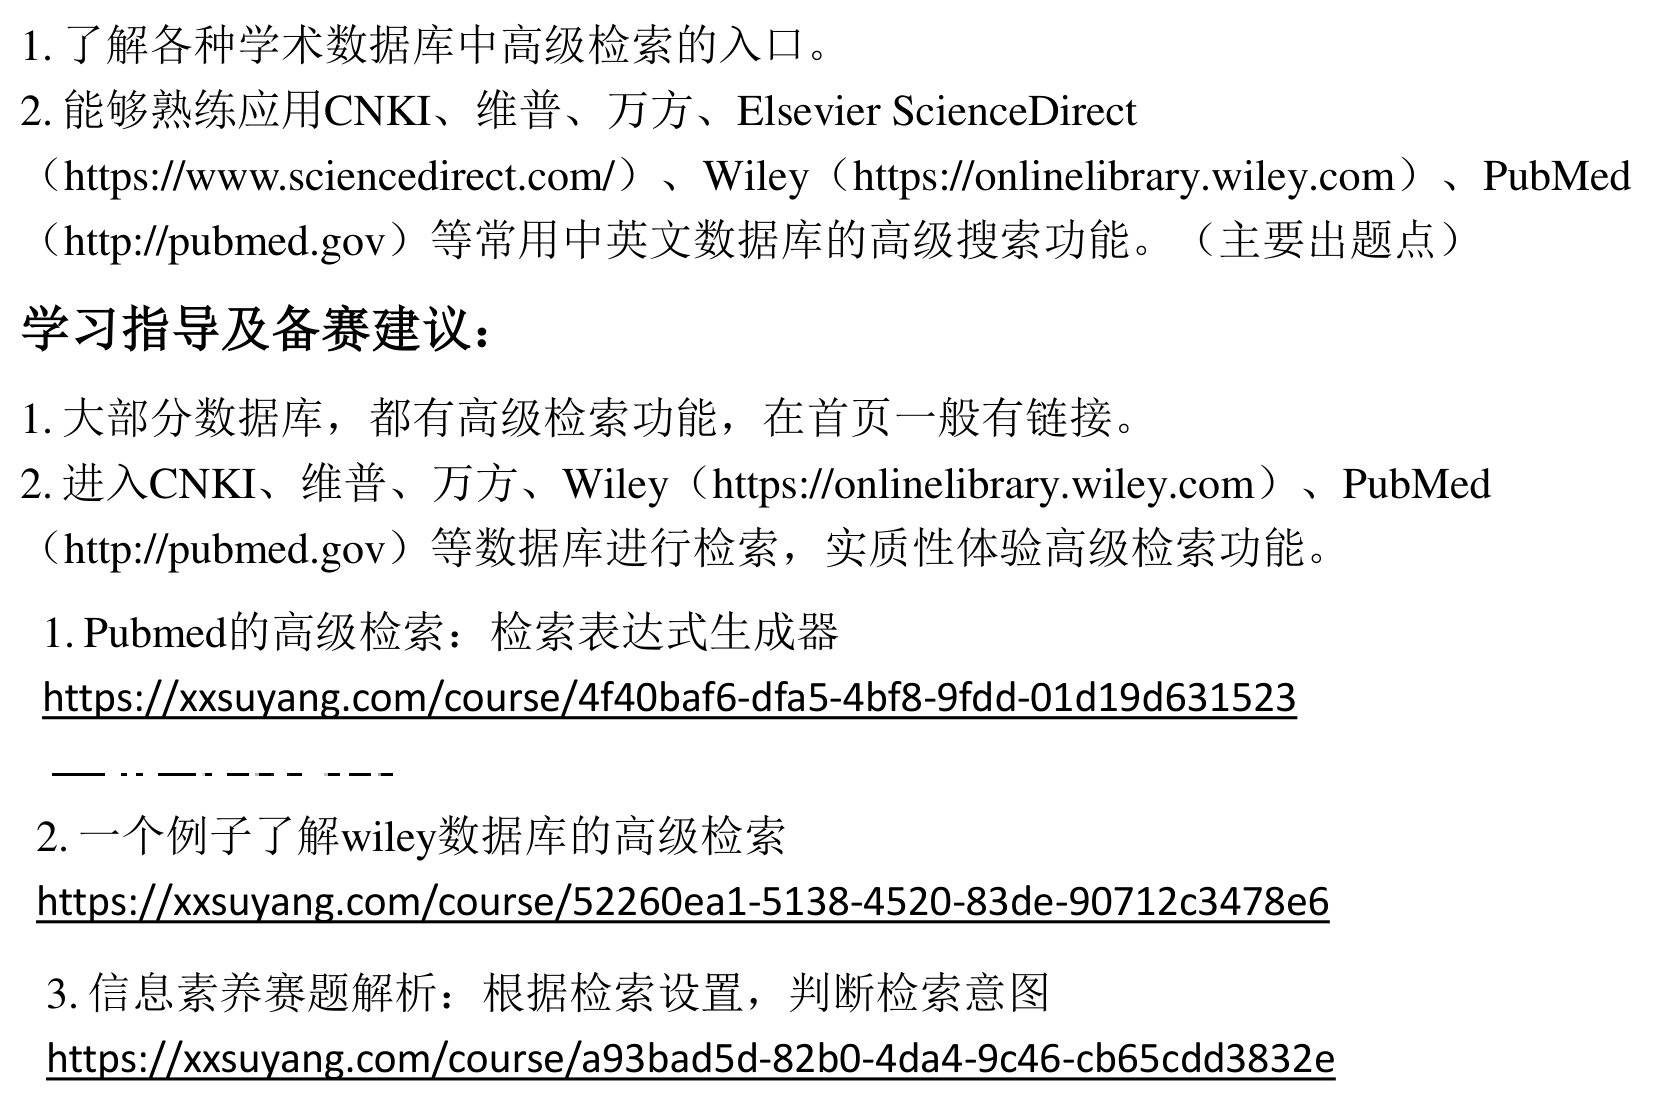 1. 了解各种学术数据库中高级检索的入口。
2. 能够熟练应用CNKI、维普、万方、Elsevier ScienceDirect
（https://www.sciencedirect.com/）、Wiley（https://onlinelibrary.wiley.com）、PubMed
（http://pubmed.gov）等常用中英文数据库的高级搜索功能。（主要出题点）
学习指导及备赛建议：
1. 大部分数据库，都有高级检索功能，在首页一般有链接。
2. 进入CNKI、维普、万方、Wiley（https://onlinelibrary.wiley.com）、PubMed
（http://pubmed.gov）等数据库进行检索，实质性体验高级检索功能。
1. Pubmed的高级检索：检索表达式生成器
https://xxsuyang.com/course/4f40baf6-dfa5-4bf8-9fdd-01d19d631523
2. 一个例子了解wiley数据库的高级检索
https://xxsuyang.com/course/52260ea1-5138-4520-83de-90712c3478e6
3. 信息素养赛题解析：根据检索设置，判断检索意图
https://xxsuyang.com/course/a93bad5d-82b0-4da4-9c46-cb65cdd3832e